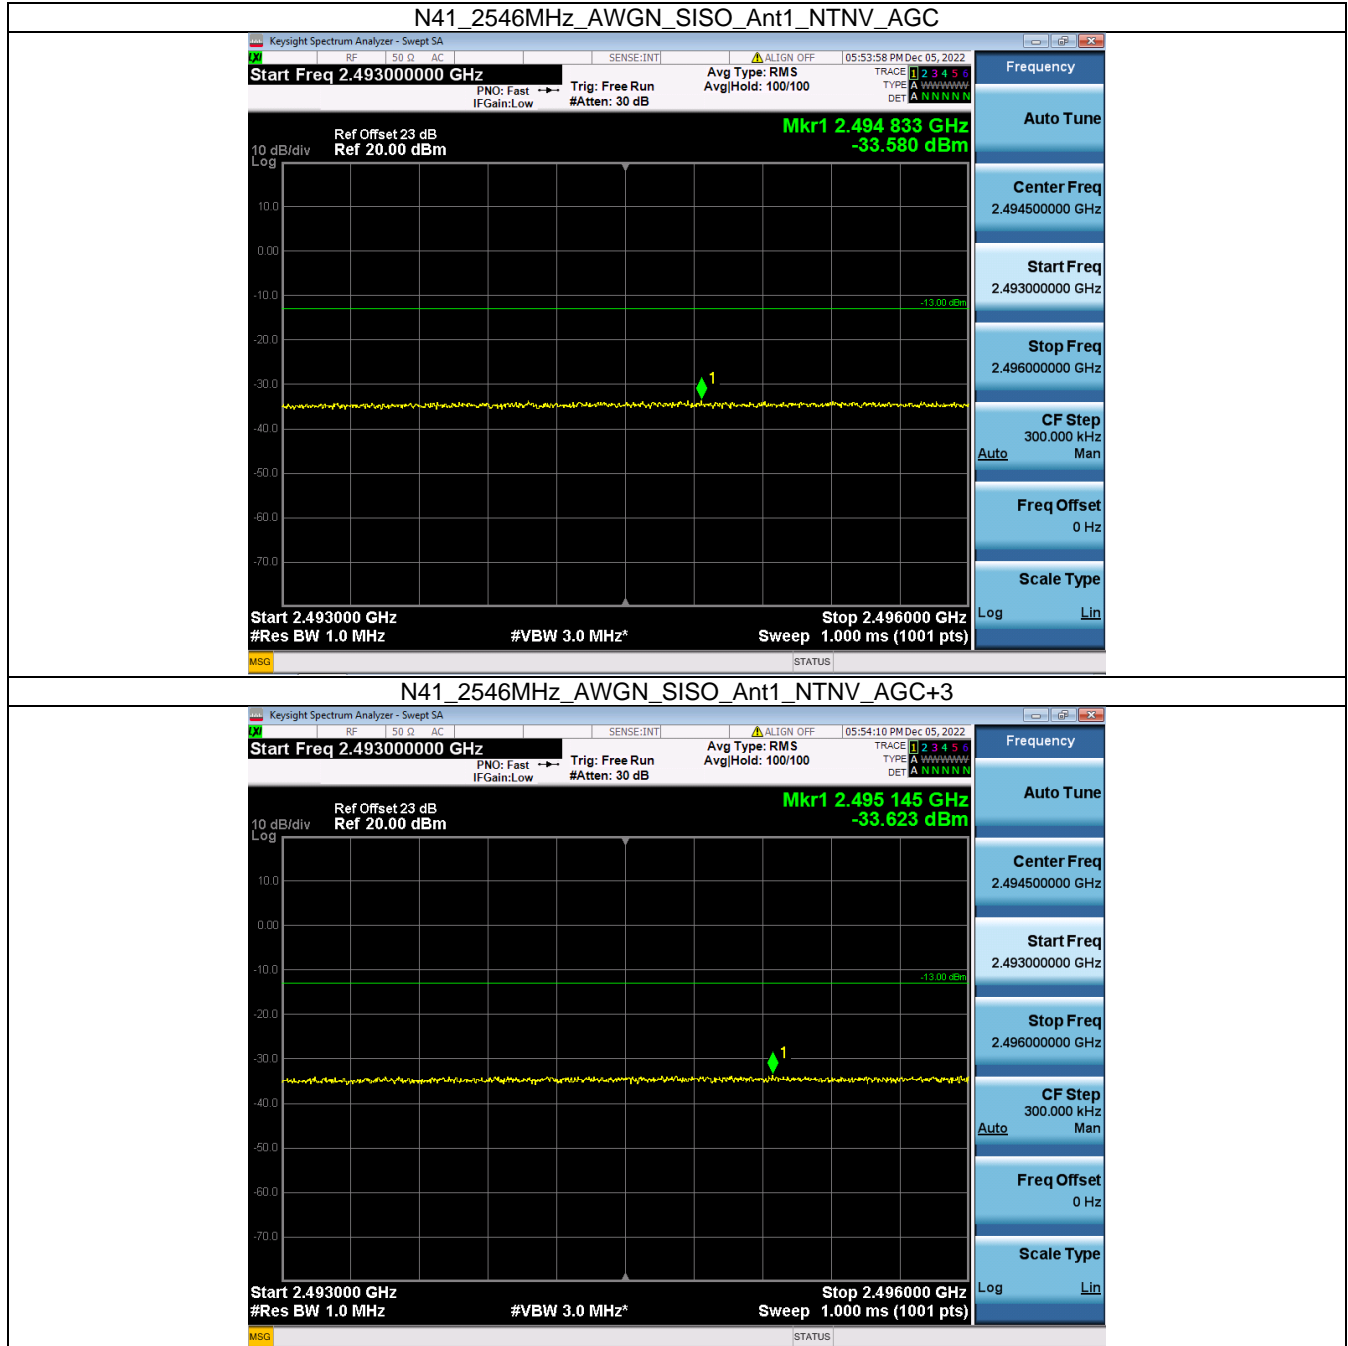 N41_2546MHz_AWGN_SISO_Ant1_NTNV_AGC
Keysight Spectrum Analyzer - Swept SA
LXI RF 50 Ω AC SENSE:INT ALIGN OFF 05:53:58 PM Dec 05, 2022
Start Freq 2.493000000 GHz
PNO: Fast
IFGain:Low
Trig: Free Run
#Atten: 30 dB
Avg Type: RMS
Avg|Hold: 100/100
TRACE 1 2 3 4 5 6
TYPE A WWWWW
DET A N N N N N
Mkr1 2.494 833 GHz
-33.580 dBm
Ref Offset 23 dB
10 dB/div Ref 20.00 dBm
Log
10.0
0.00
-10.0
-13.00 dBm
-20.0
1
-30.0
-40.0
-50.0
-60.0
-70.0
Start 2.493000 GHz Stop 2.496000 GHz
#Res BW 1.0 MHz #VBW 3.0 MHz* Sweep 1.000 ms (1001 pts)
MSG STATUS
Frequency
Auto Tune
Center Freq
2.494500000 GHz
Start Freq
2.493000000 GHz
Stop Freq
2.496000000 GHz
CF Step
300.000 kHz
Auto Man
Freq Offset
0 Hz
Scale Type
Log Lin
N41_2546MHz_AWGN_SISO_Ant1_NTNV_AGC+3
Keysight Spectrum Analyzer - Swept SA
LXI RF 50 Ω AC SENSE:INT ALIGN OFF 05:54:10 PM Dec 05, 2022
Start Freq 2.493000000 GHz
PNO: Fast
IFGain:Low
Trig: Free Run
#Atten: 30 dB
Avg Type: RMS
Avg|Hold: 100/100
TRACE 1 2 3 4 5 6
TYPE A WWWWW
DET A N N N N N
Mkr1 2.495 145 GHz
-33.623 dBm
Ref Offset 23 dB
10 dB/div Ref 20.00 dBm
Log
10.0
0.00
-10.0
-13.00 dBm
-20.0
1
-30.0
-40.0
-50.0
-60.0
-70.0
Start 2.493000 GHz Stop 2.496000 GHz
#Res BW 1.0 MHz #VBW 3.0 MHz* Sweep 1.000 ms (1001 pts)
MSG STATUS
Frequency
Auto Tune
Center Freq
2.494500000 GHz
Start Freq
2.493000000 GHz
Stop Freq
2.496000000 GHz
CF Step
300.000 kHz
Auto Man
Freq Offset
0 Hz
Scale Type
Log Lin